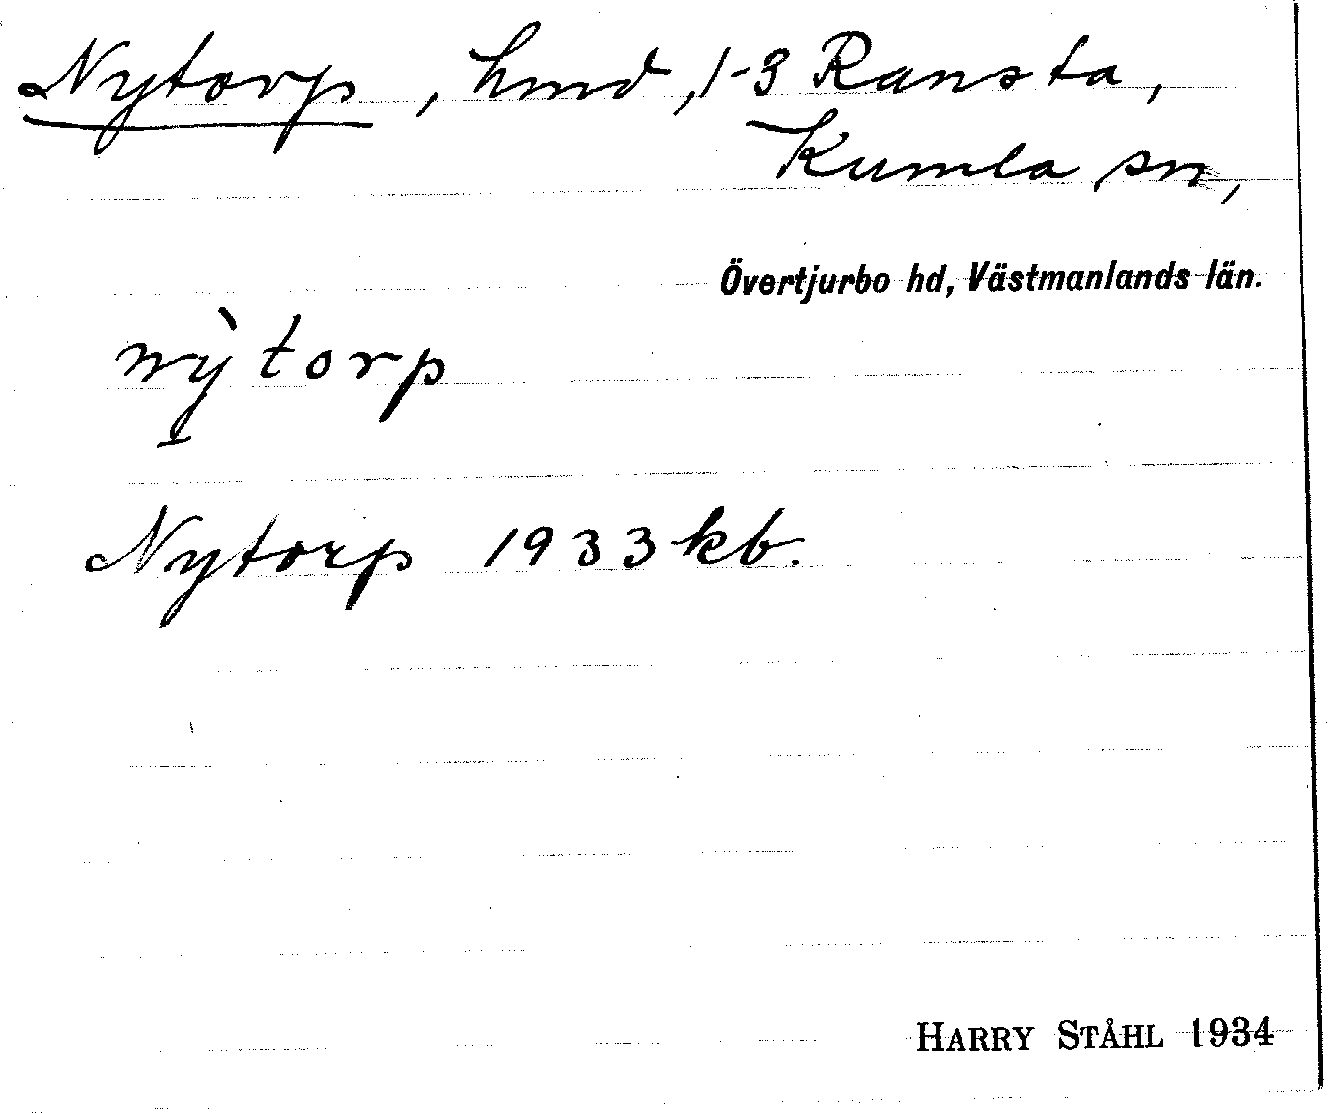 Nytorp, hmd, 1-3 Ransta,
Kumla sn,
Övertjurbo hd, Västmanlands län.
nỳtorp
Nytorp 1933 kb.
HARRY STÅHL 1934